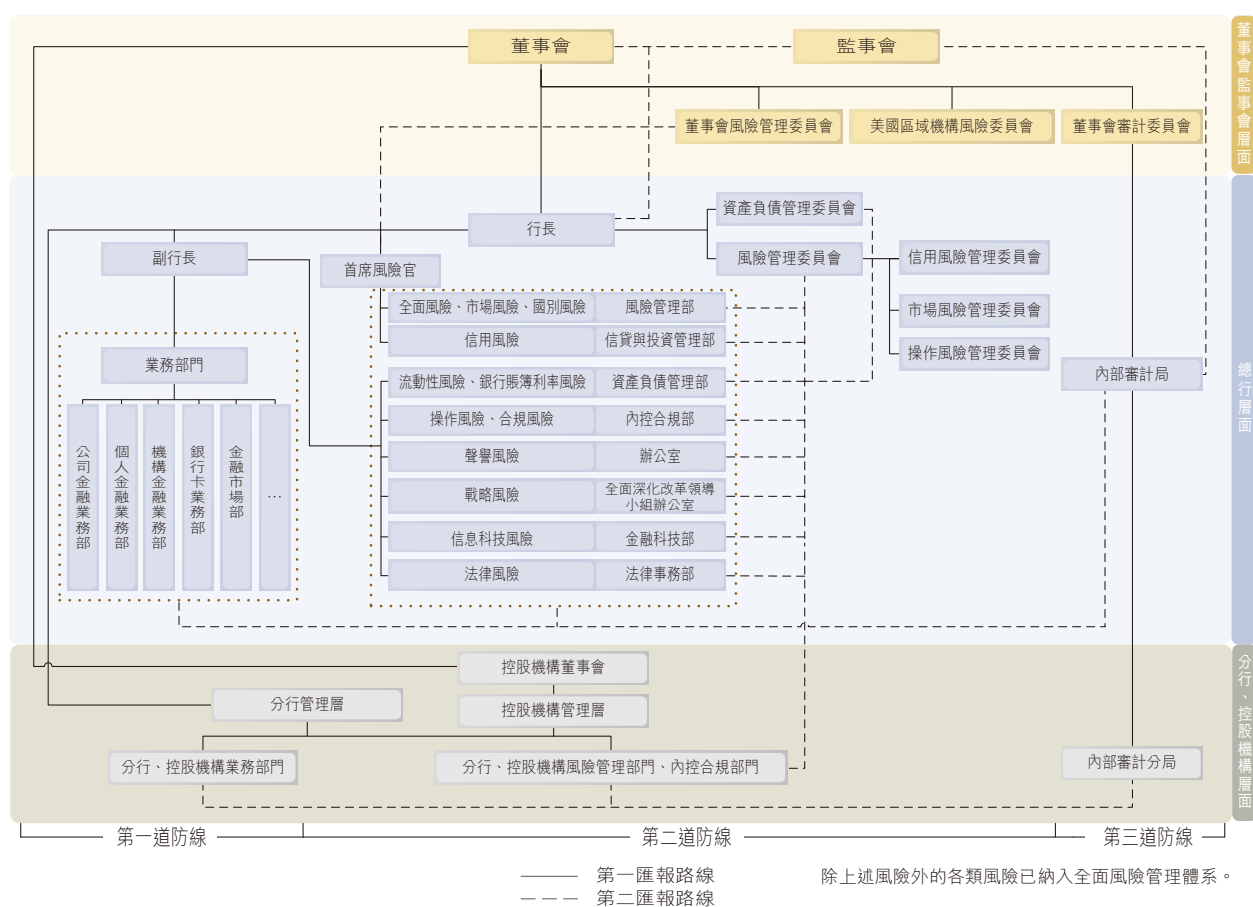 董事會
監事會
董事會風險管理委員會
美國區域機構風險委員會
董事會審計委員會
董事會監事會層面
行長
資產負債管理委員會
副行長
首席風險官
風險管理委員會
信用風險管理委員會
市場風險管理委員會
操作風險管理委員會
全面風險、市場風險、國別風險
風險管理部
信用風險
信貸與投資管理部
流動性風險、銀行賬簿利率風險
資產負債管理部
操作風險、合規風險
內控合規部
聲譽風險
辦公室
戰略風險
全面深化改革領導
小組辦公室
信息科技風險
金融科技部
法律風險
法律事務部
業務部門
公司金融業務部
個人金融業務部
機構金融業務部
銀行卡業務部
金融市場部
…
內部審計局
總行層面
控股機構董事會
分行管理層
控股機構管理層
分行、控股機構業務部門
分行、控股機構風險管理部門、內控合規部門
內部審計分局
分行、控股機構層面
第一道防線
第二道防線
第三道防線
第一匯報路線
第二匯報路線
除上述風險外的各類風險已納入全面風險管理體系。